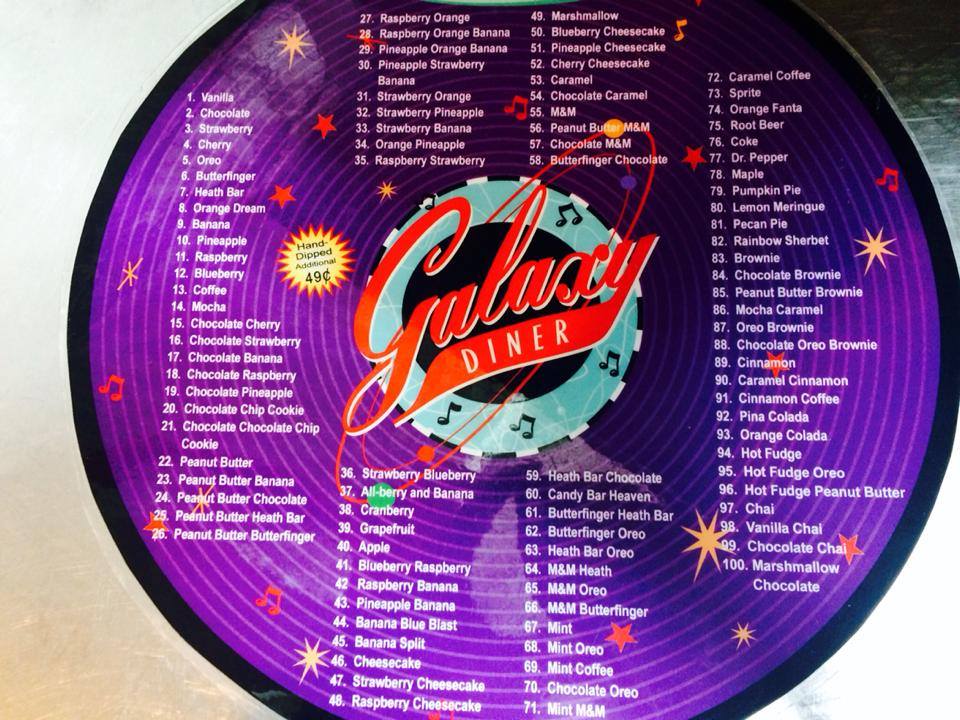 1. Vanilla
2. Chocolate
3. Strawberry
4. Cherry
5. Oreo
6. Butterfinger
7. Heath Bar
8. Orange Dream
9. Banana
10. Pineapple
11. Raspberry
12. Blueberry
13. Coffee
14. Mocha
15. Chocolate Cherry
16. Chocolate Strawberry
17. Chocolate Banana
18. Chocolate Raspberry
19. Chocolate Pineapple
20. Chocolate Chip Cookie
21. Chocolate Chocolate Chip
Cookie
22. Peanut Butter
23. Peanut Butter Banana
24. Peanut Butter Chocolate
25. Peanut Butter Heath Bar
26. Peanut Butter Butterfinger
27. Raspberry Orange
28. Raspberry Orange Banana
29. Pineapple Orange Banana
30. Pineapple Strawberry
Banana
31. Strawberry Orange
32. Strawberry Pineapple
33. Strawberry Banana
34. Orange Pineapple
35. Raspberry Strawberry
Hand-
Dipped
Additional
49¢
Galaxy
DINER
36. Strawberry Blueberry
37. All-berry and Banana
38. Cranberry
39. Grapefruit
40. Apple
41. Blueberry Raspberry
42 Raspberry Banana
43. Pineapple Banana
44. Banana Blue Blast
45. Banana Split
46. Cheesecake
47. Strawberry Cheesecake
48. Raspberry Cheesecake
49. Marshmallow
50. Blueberry Cheesecake
51. Pineapple Cheesecake
52. Cherry Cheesecake
53. Caramel
54. Chocolate Caramel
55. M&M
56. Peanut Butter M&M
57. Chocolate M&M
58. Butterfinger Chocolate
59. Heath Bar Chocolate
60. Candy Bar Heaven
61. Butterfinger Heath Bar
62. Butterfinger Oreo
63. Heath Bar Oreo
64. M&M Heath
65. M&M Oreo
66. M&M Butterfinger
67. Mint
68. Mint Oreo
69. Mint Coffee
70. Chocolate Oreo
71. Mint M&M
72. Caramel Coffee
73. Sprite
74. Orange Fanta
75. Root Beer
76. Coke
77. Dr. Pepper
78. Maple
79. Pumpkin Pie
80. Lemon Meringue
81. Pecan Pie
82. Rainbow Sherbet
83. Brownie
84. Chocolate Brownie
85. Peanut Butter Brownie
86. Mocha Caramel
87. Oreo Brownie
88. Chocolate Oreo Brownie
89. Cinnamon
90. Caramel Cinnamon
91. Cinnamon Coffee
92. Pina Colada
93. Orange Colada
94. Hot Fudge
95. Hot Fudge Oreo
96. Hot Fudge Peanut Butter
97. Chai
98. Vanilla Chai
99. Chocolate Chai
100. Marshmallow
Chocolate